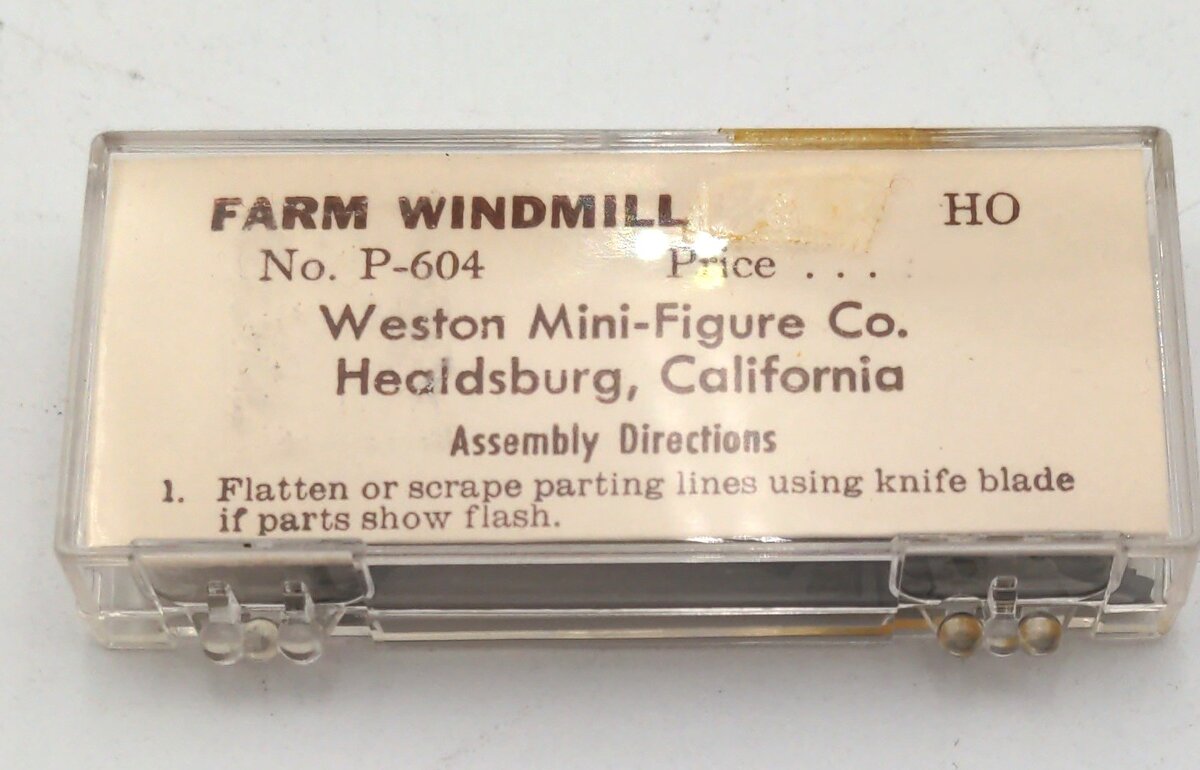 FARM WINDMILL HO
No. P-604 Price . . .
Weston Mini-Figure Co.
Healdsburg, California
Assembly Directions
1. Flatten or scrape parting lines using knife blade
if parts show flash.